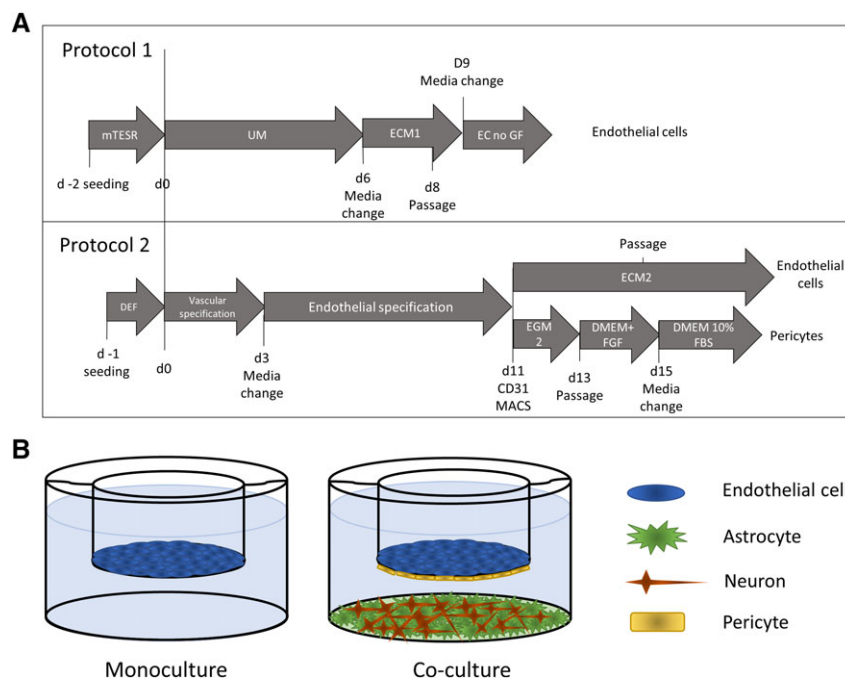 A
Protocol 1
D9
Media change
mTESR
UM
ECM1
EC no GF
Endothelial cells
d -2 seeding
d0
d6
Media
change
d8
Passage
Protocol 2
Passage
ECM2
Endothelial
cells
DEF
Vascular
specification
Endothelial specification
EGM
2
DMEM+
FGF
DMEM 10%
FBS
Pericytes
d -1
seeding
d0
d3
Media
change
d11
CD31
MACS
d13
Passage
d15
Media
change
B
Endothelial cel
Astrocyte
Neuron
Pericyte
Monoculture
Co-culture